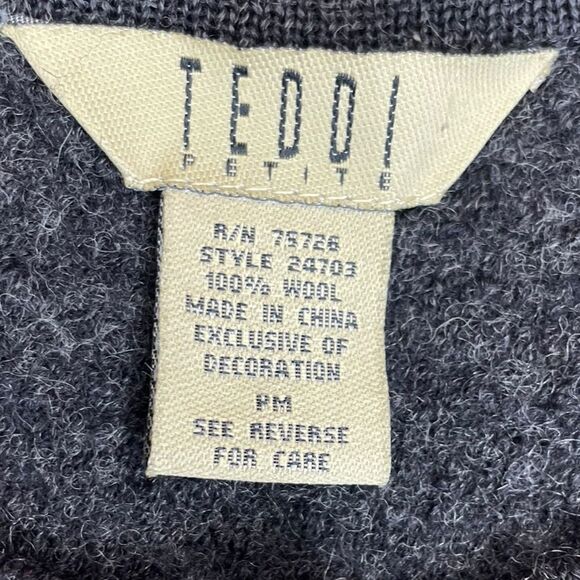 TEDDI
PETITE
R/N 75726
STYLE 24703
100% WOOL
MADE IN CHINA
EXCLUSIVE OF
DECORATION
PM
SEE REVERSE
FOR CARE